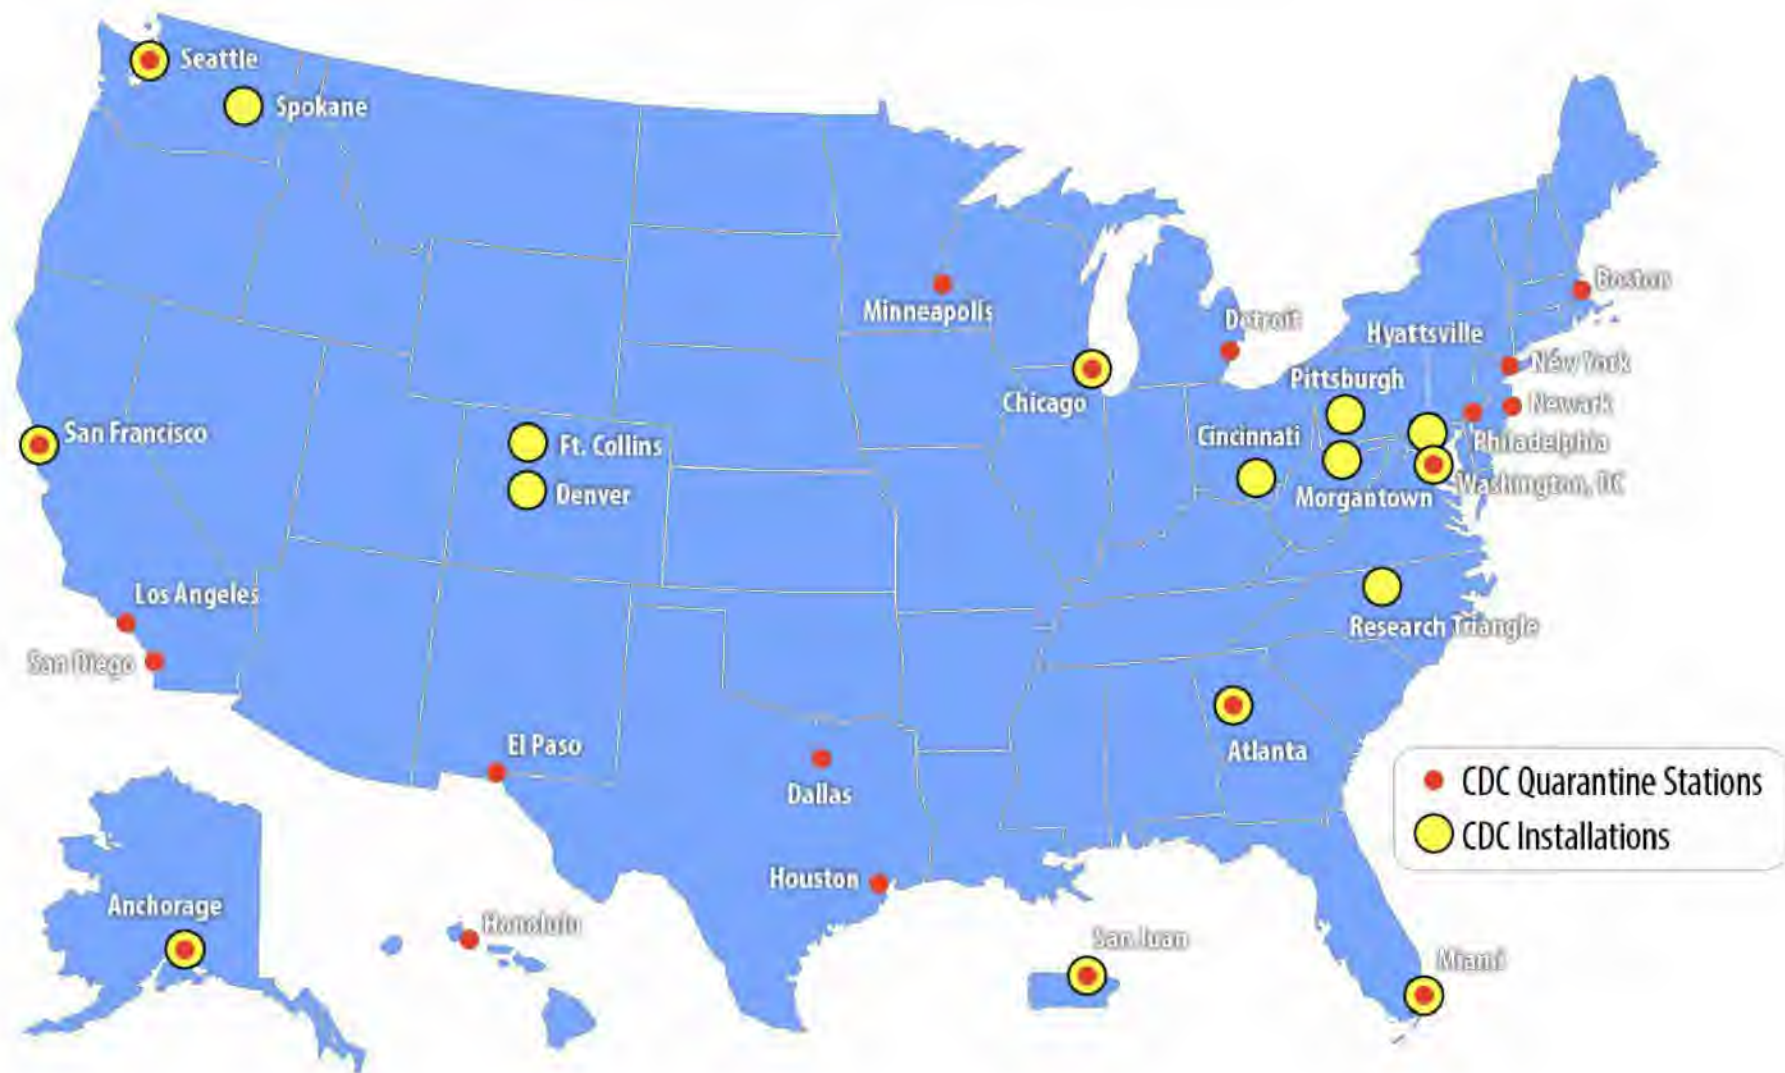 Seattle
Spokane
Boston
Minneapolis
Detroit
Hyattsville
New York
Pittsburgh
Chicago
Newark
San Francisco
Cincinnati
Philadelphia
Ft. Collins
Washington, DC
Denver
Morgantown
Los Angeles
Research Triangle
San Diego
El Paso
Atlanta
Dallas
CDC Quarantine Stations
CDC Installations
Houston
Anchorage
Honolulu
San Juan
Miami